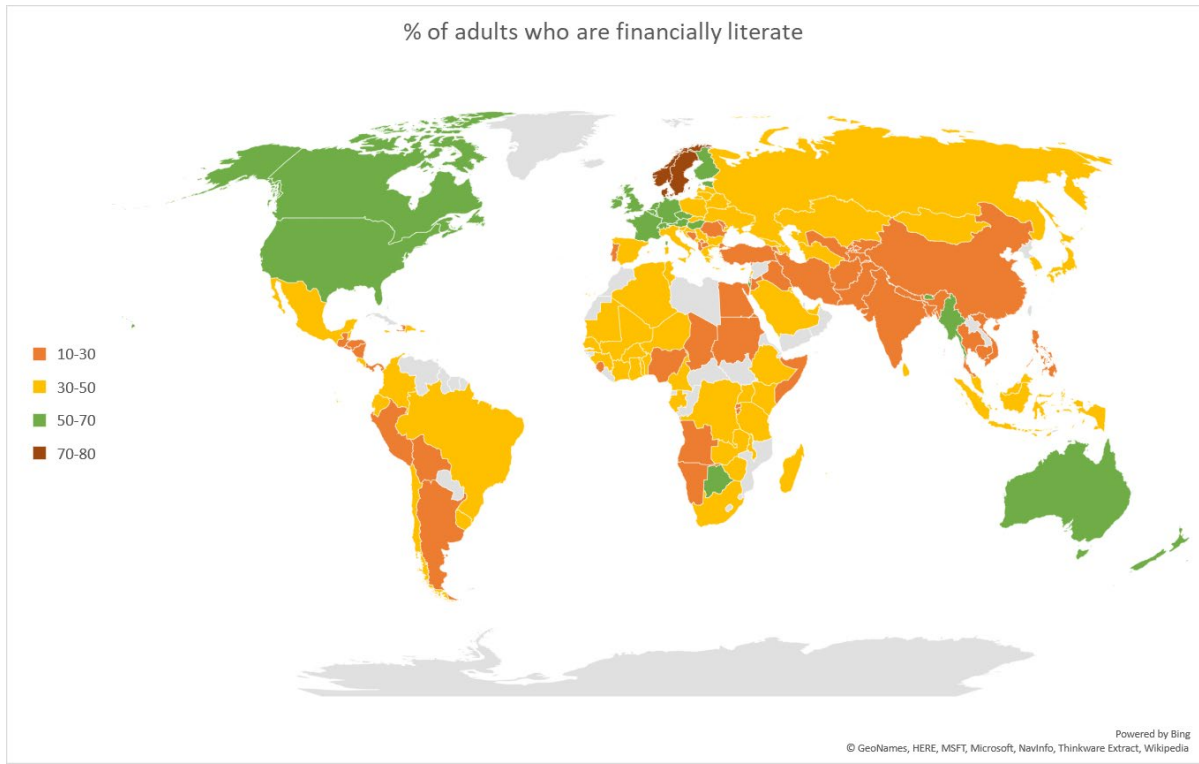 % of adults who are financially literate
10-30
30-50
50-70
70-80
Powered by Bing
© GeoNames, HERE, MSFT, Microsoft, NavInfo, Thinkware Extract, Wikipedia